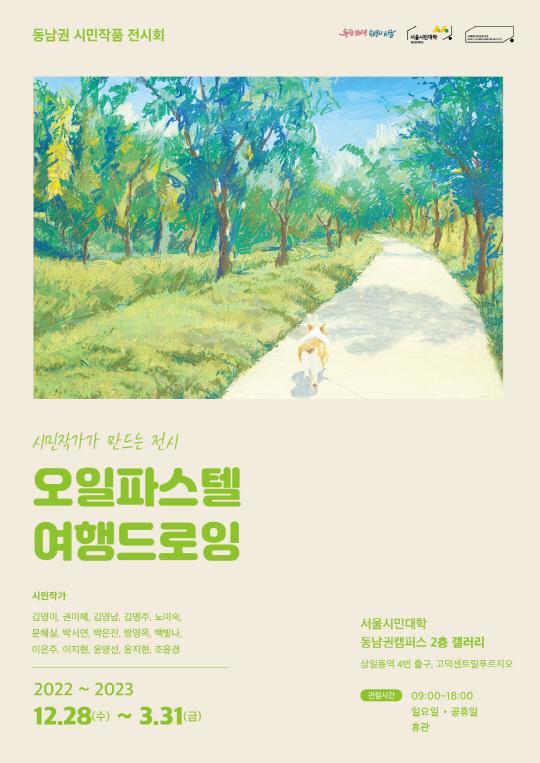 동남권 시민작품 전시회
서울시민대학
시민작가가 만드는 전시
오일파스텔
여행드로잉
시민작가
김영미, 권미혜, 김영남, 김명주, 노미숙,
문혜실, 박서연, 박은진, 방영옥, 백빛나,
이은주, 이지현, 윤영선, 윤지현, 조윤경
2022 ~ 2023
12.28(수) ~ 3.31(금)
서울시민대학
동남권캠퍼스 2층 갤러리
상일동역 4번 출구, 고덕센트럴푸르지오
관람시간 09:00~18:00
일요일 • 공휴일
휴관